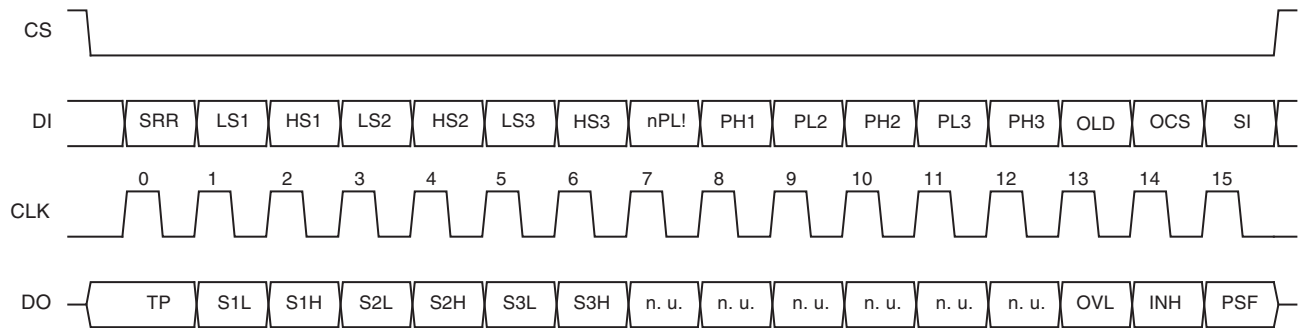 CS
DI SRR LS1 HS1 LS2 HS2 LS3 HS3 nPL! PH1 PL2 PH2 PL3 PH3 OLD OCS SI
0 1 2 3 4 5 6 7 8 9 10 11 12 13 14 15
CLK
DO TP S1L S1H S2L S2H S3L S3H n. u. n. u. n. u. n. u. n. u. n. u. OVL INH PSF